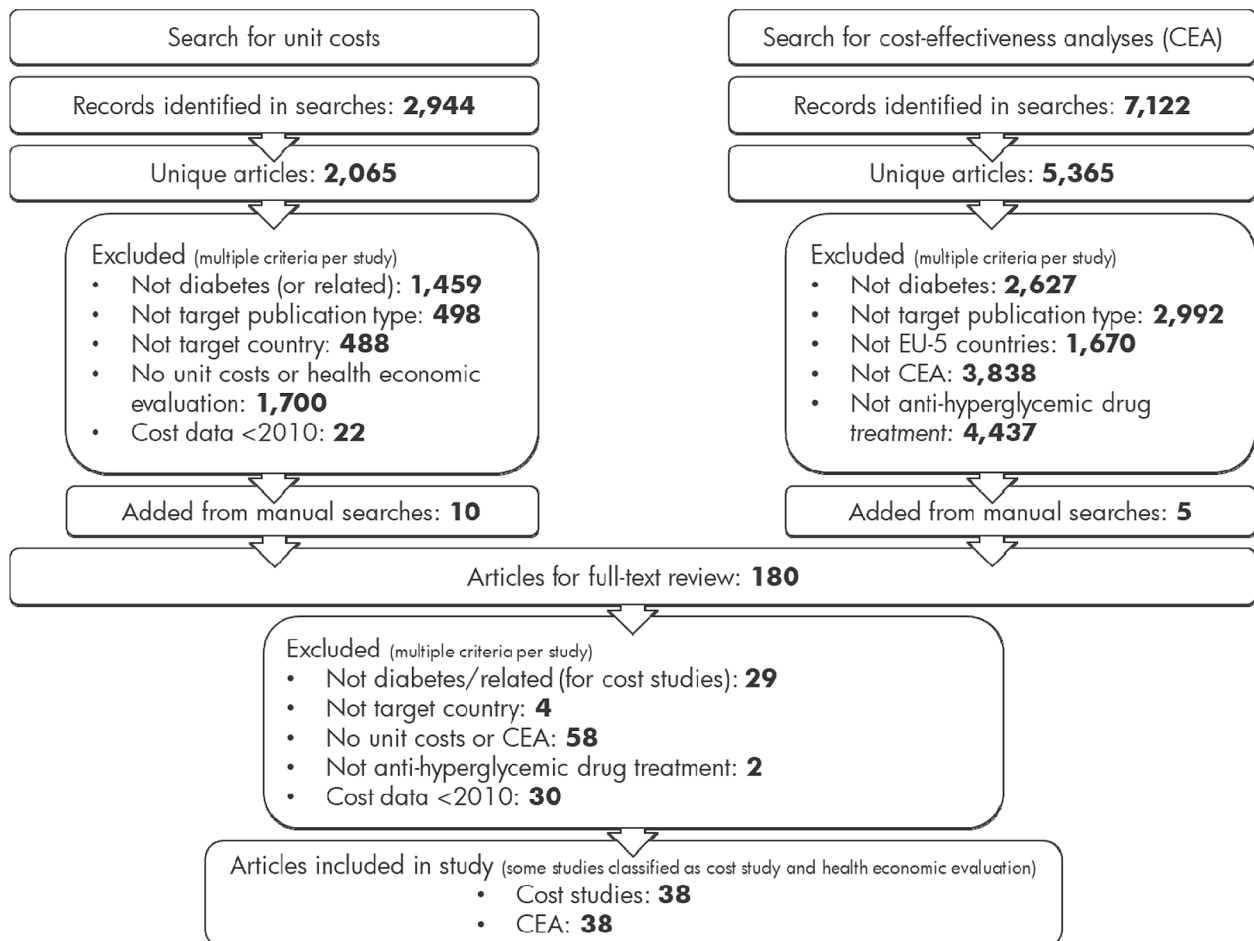 Search for unit costs
Records identified in searches: 2,944
Unique articles: 2,065
Excluded (multiple criteria per study)
• Not diabetes (or related): 1,459
• Not target publication type: 498
• Not target country: 488
• No unit costs or health economic
evaluation: 1,700
• Cost data <2010: 22
Added from manual searches: 10
Search for cost-effectiveness analyses (CEA)
Records identified in searches: 7,122
Unique articles: 5,365
Excluded (multiple criteria per study)
• Not diabetes: 2,627
• Not target publication type: 2,992
• Not EU-5 countries: 1,670
• Not CEA: 3,838
• Not anti-hyperglycemic drug
treatment: 4,437
Added from manual searches: 5
Articles for full-text review: 180
Excluded (multiple criteria per study)
• Not diabetes/related (for cost studies): 29
• Not target country: 4
• No unit costs or CEA: 58
• Not anti-hyperglycemic drug treatment: 2
• Cost data <2010: 30
Articles included in study (some studies classified as cost study and health economic evaluation)
• Cost studies: 38
• CEA: 38